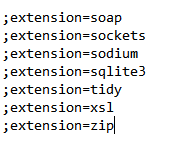 ;extension=soap
;extension=sockets
;extension=sodium
;extension=sqlite3
;extension=tidy
;extension=xsl
;extension=zip